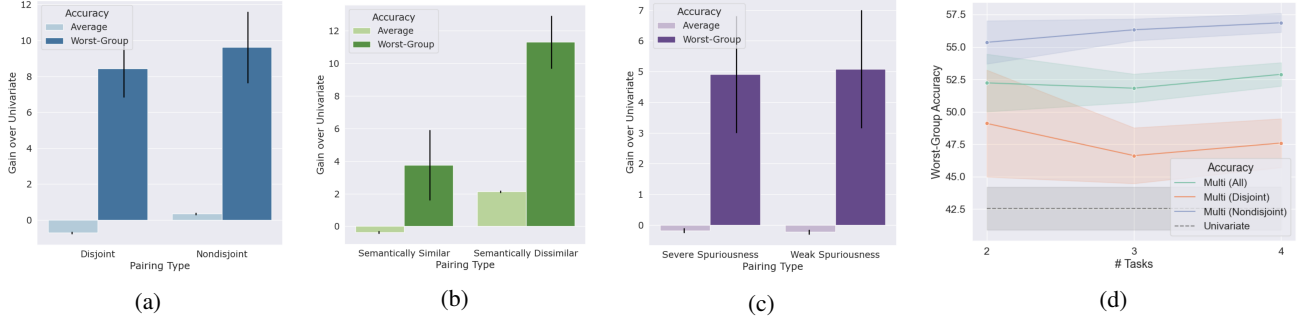 12
10
8
6
4
2
0
Gain over Univariate
Accuracy
Average
Worst-Group
Disjoint
Nondisjoint
Pairing Type
(a)
12
10
8
6
4
2
0
Gain over Univariate
Accuracy
Average
Worst-Group
Semantically Similar
Semantically Dissimilar
Pairing Type
(b)
7
6
5
4
3
2
1
0
Gain over Univariate
Accuracy
Average
Worst-Group
Severe Spuriousness
Weak Spuriousness
Pairing Type
(c)
57.5
55.0
52.5
50.0
47.5
45.0
42.5
Worst-Group Accuracy
Accuracy
Multi (All)
Multi (Disjoint)
Multi (Nondisjoint)
Univariate
2
3
4
# Tasks
(d)